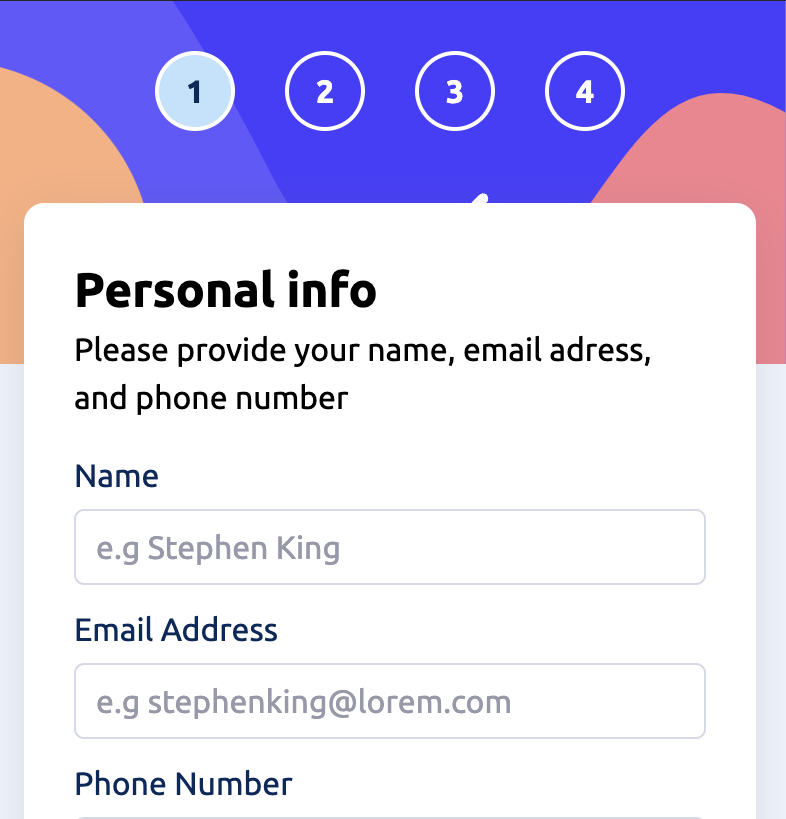 1 2 3 4
Personal info
Please provide your name, email adress,
and phone number
Name
e.g Stephen King
Email Address
e.g stephenking@lorem.com
Phone Number